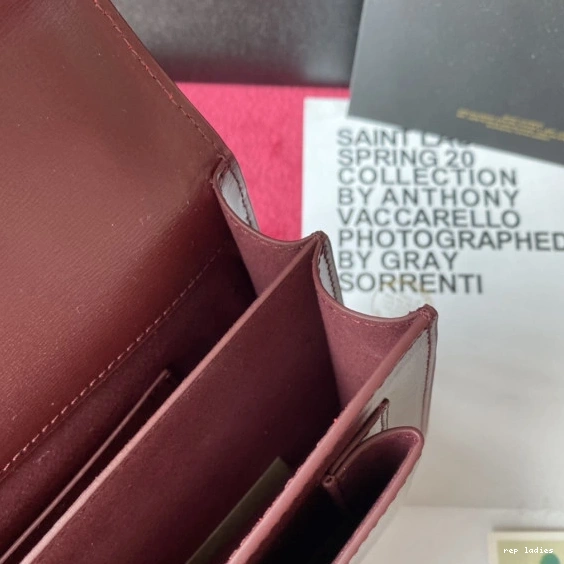 SAINT LAU
SPRING 20
COLLECTION
BY ANTHONY
VACCARELLO
PHOTOGRAPHED
BY GRAY
SORRENTI
rep ladies